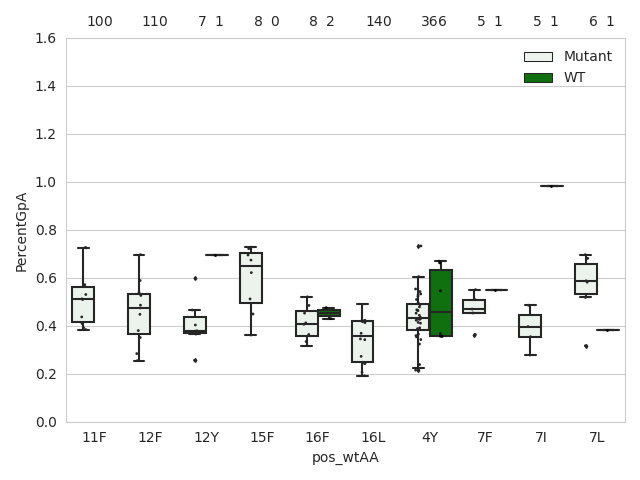 100 110 7 1 8 0 8 2 140 366 5 1 5 1 6 1
1.6
1.4
1.2
1.0
0.8
0.6
0.4
0.2
0.0
PercentGpA
Mutant
WT
11F 12F 12Y 15F 16F 16L 4Y 7F 7I 7L
pos_wtAA